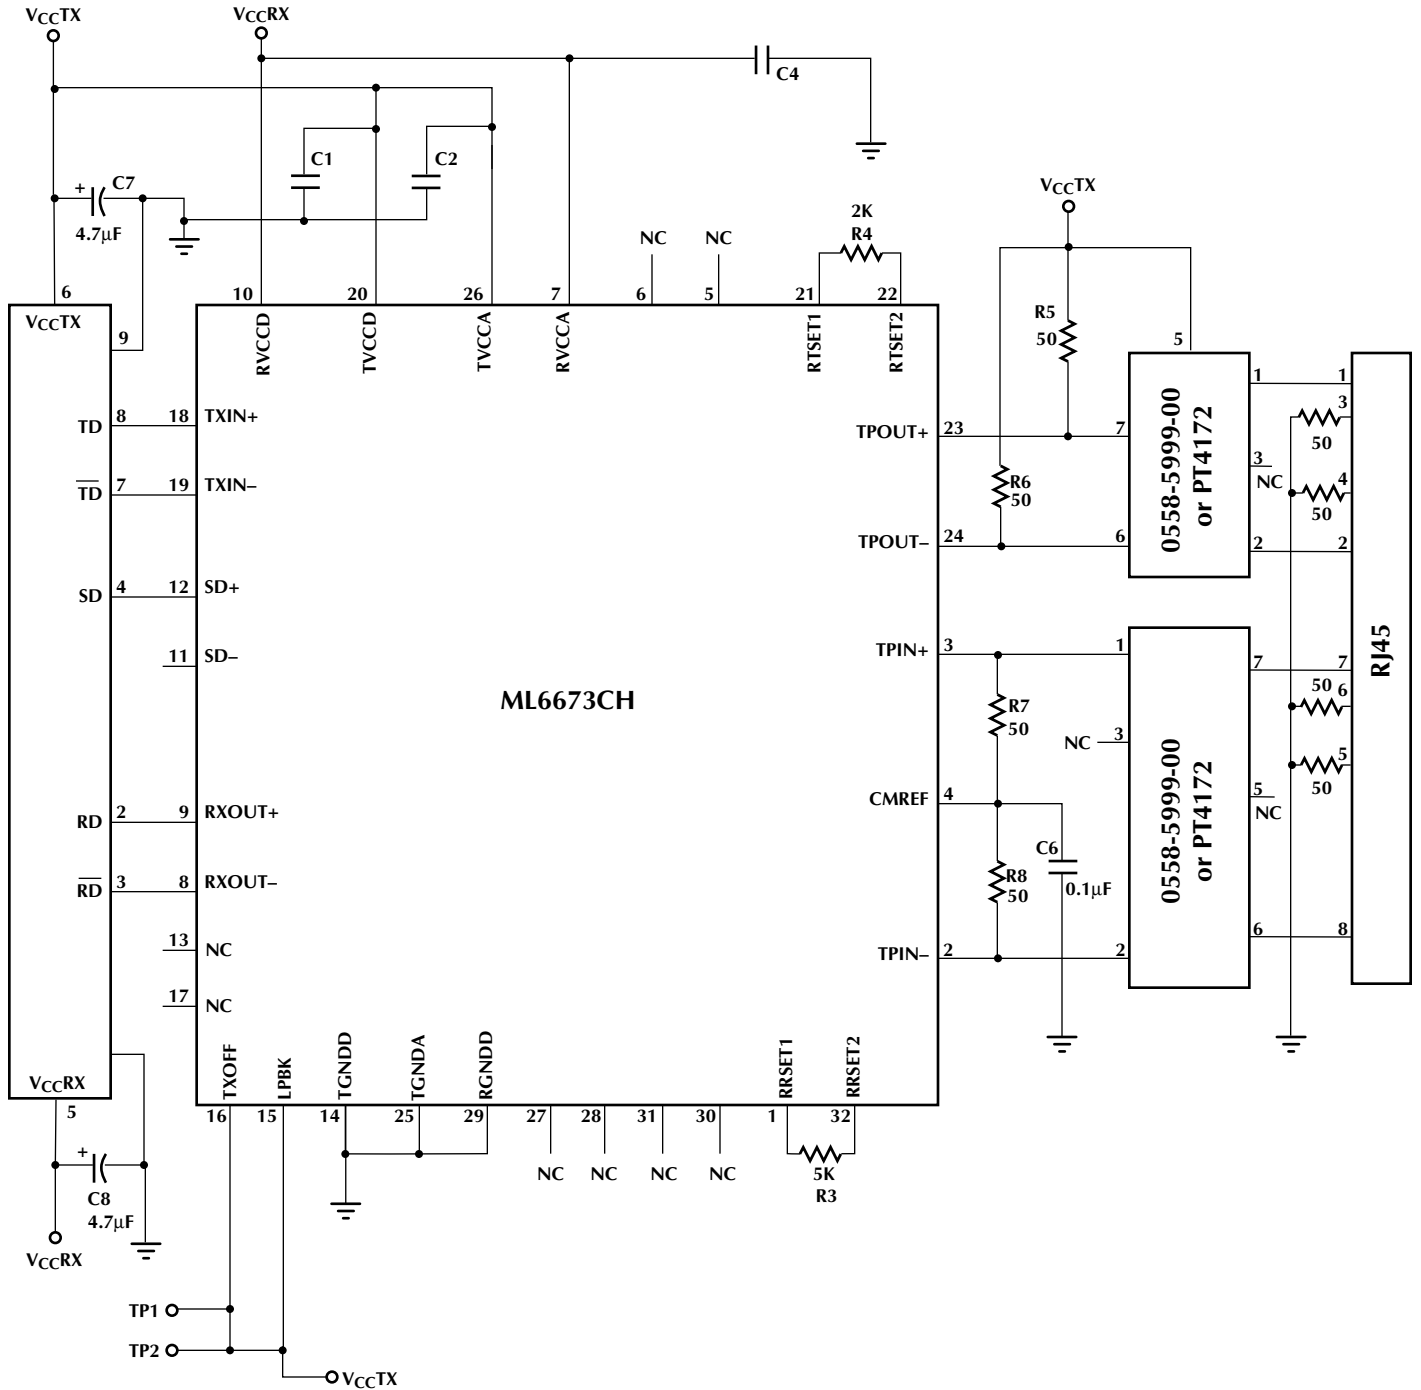 VCCTX
VCCRX
C4
C1
C2
+
C7
4.7µF
VCCTX
2K
R4
NC
NC
6
10
20
26
7
6
5
21
22
VCCTX
9
RVCCD
TVCCD
TVCCA
RVCCA
RTSET1
RTSET2
R5
50
5
TD
8
18
TXIN+
TD
7
19
TXIN–
SD
4
12
SD+
11
SD–
ML6673CH
RD
2
9
RXOUT+
RD
3
8
RXOUT–
13
NC
17
NC
TPOUT+
23
7
R6
50
TPOUT–
24
6
0558-5999-00
or PT4172
1
1
3
50
3
NC
4
50
2
2
TPIN+
3
1
R7
50
NC
3
CMREF
4
C6
0.1µF
R8
50
TPIN–
2
2
0558-5999-00
or PT4172
7
7
50
6
5
50
5
NC
6
8
RJ45
VCCRX
5
TXOFF
LPBK
TGNDD
TGNDA
RGNDD
RRSET1
RRSET2
16
15
14
25
29
27
28
31
30
1
32
NC
NC
NC
NC
5K
R3
+
C8
4.7µF
VCCRX
TP1
TP2
VCCTX